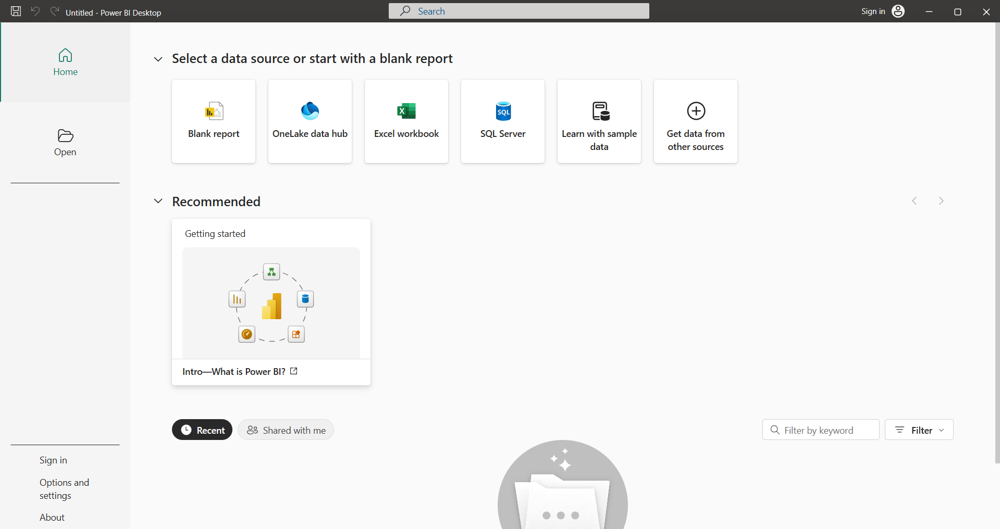 Untitled - Power BI Desktop
Search
Sign in
Home
Open
Select a data source or start with a blank report
Blank report
OneLake data hub
Excel workbook
SQL
SQL Server
Learn with sample
data
Get data from
other sources
Recommended
Getting started
Intro—What is Power BI?
Recent
Shared with me
Filter by keyword
Filter
Sign in
Options and
settings
About